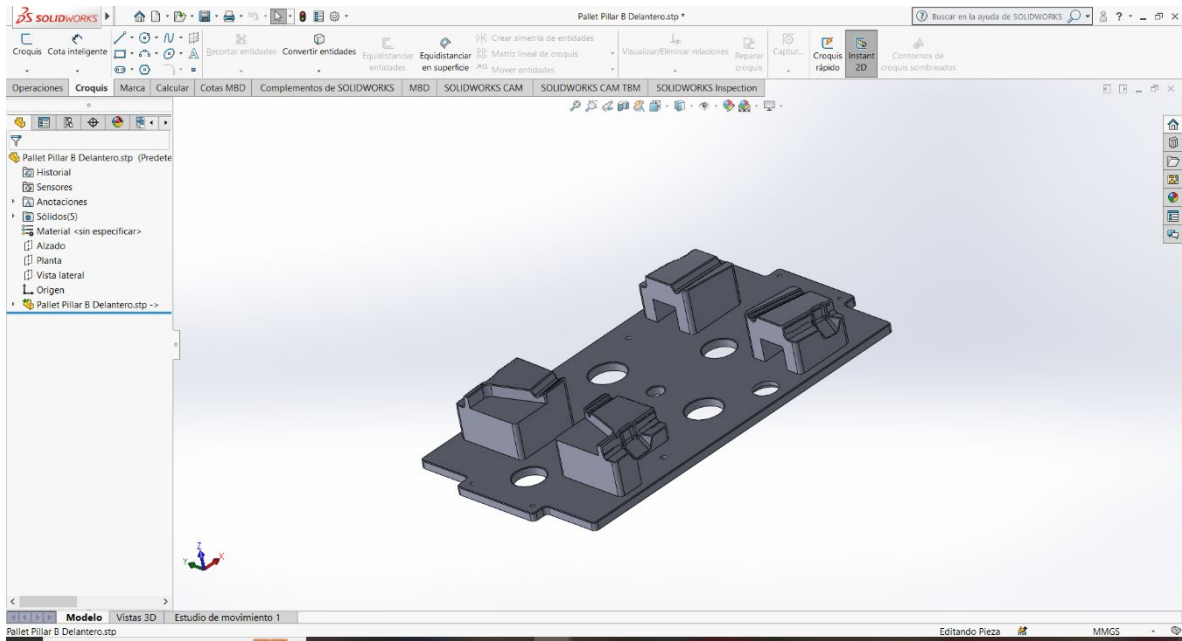 SOLIDWORKS
Pallet Pillar B Delantero.stp *
Buscar en la ayuda de SOLIDWORKS
Croquis
Cota inteligente
Recortar entidades
Convertir entidades
Equidistanciar entidades
Equidistanciar en superficie
Crear simetría de entidades
Matriz lineal de croquis
Mover entidades
Visualizar/Eliminar relaciones
Reparar croquis
Captur...
Croquis rápido
Instant 2D
Contornos de croquis sombreados
Operaciones
Croquis
Marca
Calcular
Cotas MBD
Complementos de SOLIDWORKS
MBD
SOLIDWORKS CAM
SOLIDWORKS CAM TBM
SOLIDWORKS Inspection
Pallet Pillar B Delantero.stp (Predete
Historial
Sensores
Anotaciones
Sólidos(5)
Material <sin especificar>
Alzado
Planta
Vista lateral
Origen
Pallet Pillar B Delantero.stp ->
Z
Y
X
Modelo
Vistas 3D
Estudio de movimiento 1
Pallet Pillar B Delantero.stp
Editando Pieza
MMGS